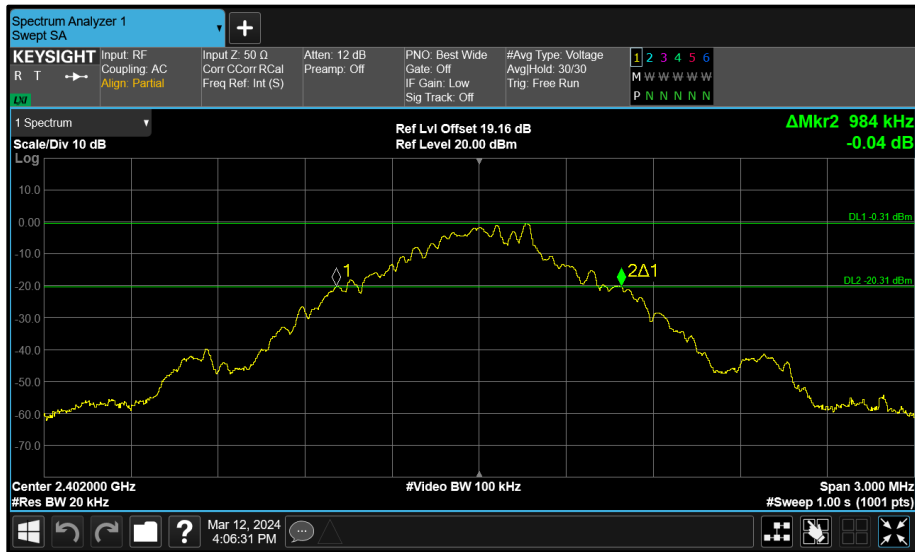 Spectrum Analyzer 1
Swept SA
+
KEYSIGHT
R T
LXI
Input: RF
Coupling: AC
Align: Partial
Input Z: 50 Ω
Corr CCorr RCal
Freq Ref: Int (S)
Atten: 12 dB
Preamp: Off
PNO: Best Wide
Gate: Off
IF Gain: Low
Sig Track: Off
#Avg Type: Voltage
Avg|Hold: 30/30
Trig: Free Run
1 2 3 4 5 6
M W W W W W
P N N N N N
1 Spectrum
Scale/Div 10 dB
Ref Lvl Offset 19.16 dB
Ref Level 20.00 dBm
ΔMkr2 984 kHz
-0.04 dB
Log
10.0
0.00
DL1 -0.31 dBm
-10.0
1
2Δ1
-20.0
DL2 -20.31 dBm
-30.0
-40.0
-50.0
-60.0
-70.0
Center 2.402000 GHz
#Video BW 100 kHz
Span 3.000 MHz
#Res BW 20 kHz
#Sweep 1.00 s (1001 pts)
?
Mar 12, 2024
4:06:31 PM